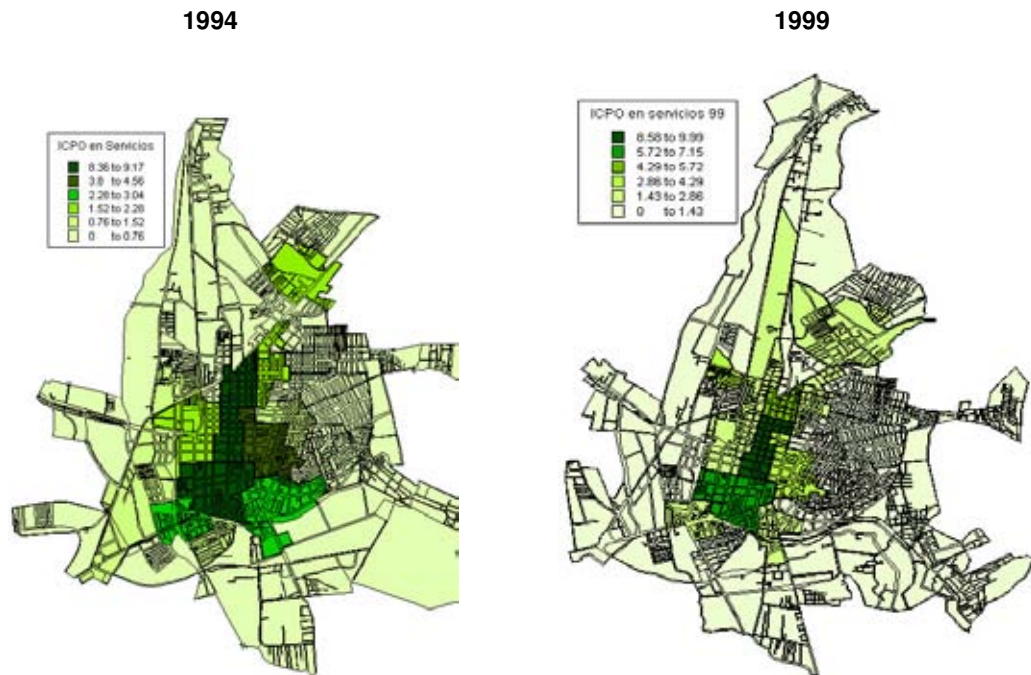 1994
1999
ICPO en Servicios
8.36 to 9.17
3.8 to 4.56
2.28 to 3.04
1.52 to 2.28
0.76 to 1.52
0 to 0.76
ICPO en servicios 99
8.58 to 9.99
5.72 to 7.15
4.29 to 5.72
2.86 to 4.29
1.43 to 2.86
0 to 1.43